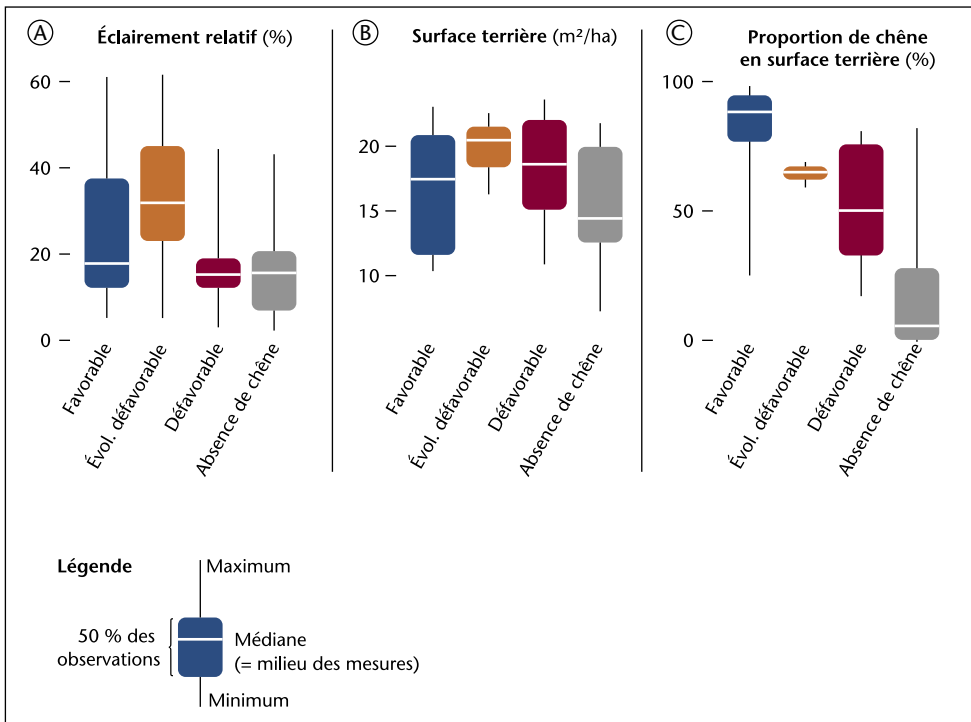 A Éclairement relatif (%)
60
40
20
0
Favorable
Évol. défavorable
Défavorable
Absence de chêne
B Surface terrière (m²/ha)
20
15
10
Favorable
Évol. défavorable
Défavorable
Absence de chêne
C Proportion de chêne
en surface terrière (%)
100
50
0
Favorable
Évol. défavorable
Défavorable
Absence de chêne
Légende
Maximum
50 % des
observations
Médiane
(= milieu des mesures)
Minimum